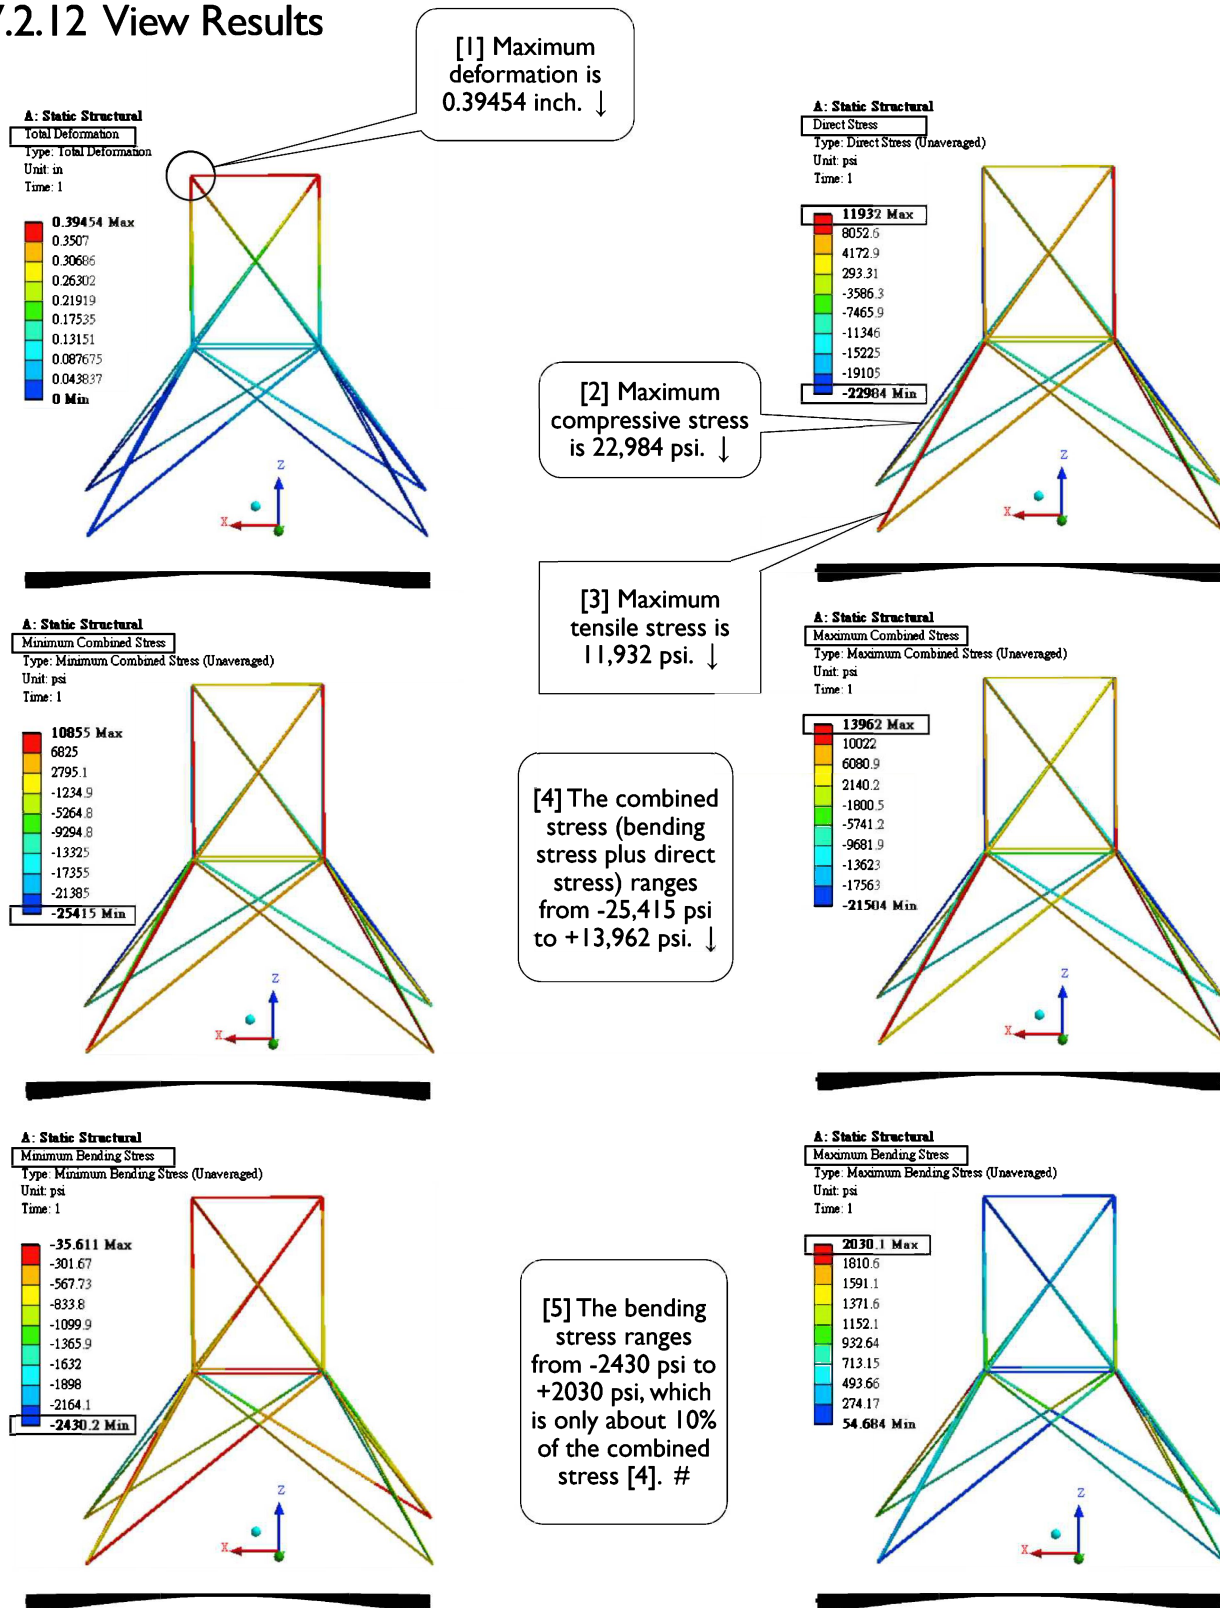 7.2.12 View Results
[1] Maximum
deformation is
0.39454 inch. ↓
A: Static Structural
Total Deformation
Type: Total Deformation
Unit: in
Time: 1
0.39454 Max
0.3507
0.30686
0.26302
0.21919
0.17535
0.13151
0.087675
0.043837
0 Min
Z
X
A: Static Structural
Direct Stress
Type: Direct Stress (Unaveraged)
Unit: psi
Time: 1
11932 Max
8052.6
4172.9
293.31
-3586.3
-7465.9
-11346
-15225
-19105
-22984 Min
Z
X
[2] Maximum
compressive stress
is 22,984 psi. ↓
[3] Maximum
tensile stress is
11,932 psi. ↓
A: Static Structural
Minimum Combined Stress
Type: Minimum Combined Stress (Unaveraged)
Unit: psi
Time: 1
10855 Max
6825
2795.1
-1234.9
-5264.8
-9294.8
-13325
-17355
-21385
-25415 Min
Z
X
A: Static Structural
Maximum Combined Stress
Type: Maximum Combined Stress (Unaveraged)
Unit: psi
Time: 1
13962 Max
10022
6080.9
2140.2
-1800.5
-5741.2
-9681.9
-13623
-17563
-21504 Min
Z
X
[4] The combined
stress (bending
stress plus direct
stress) ranges
from -25,415 psi
to +13,962 psi. ↓
A: Static Structural
Minimum Bending Stress
Type: Minimum Bending Stress (Unaveraged)
Unit: psi
Time: 1
-35.611 Max
-301.67
-567.73
-833.8
-1099.9
-1365.9
-1632
-1898
-2164.1
-2430.2 Min
Z
X
A: Static Structural
Maximum Bending Stress
Type: Maximum Bending Stress (Unaveraged)
Unit: psi
Time: 1
2030.1 Max
1810.6
1591.1
1371.6
1152.1
932.64
713.15
493.66
274.17
54.684 Min
Z
X
[5] The bending
stress ranges
from -2430 psi to
+2030 psi, which
is only about 10%
of the combined
stress [4]. #